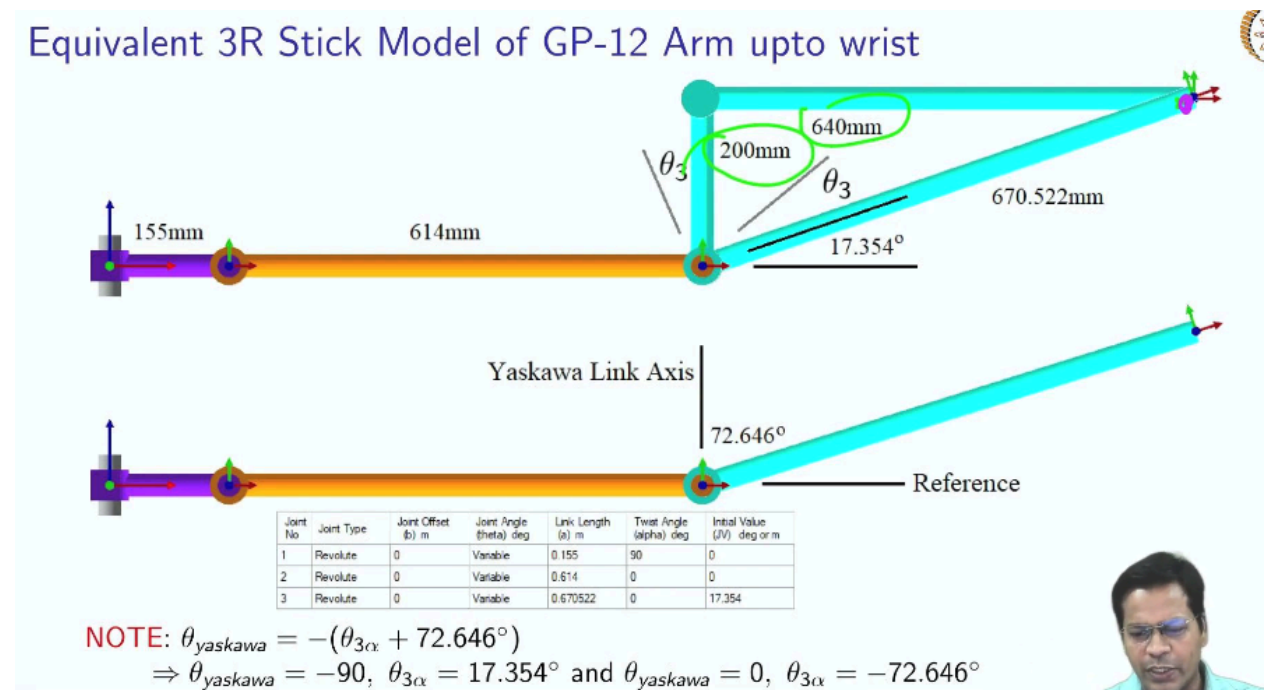 Equivalent 3R Stick Model of GP-12 Arm upto wrist
640mm
200mm
θ₃
θ₃
670.522mm
155mm
614mm
17.354°
Yaskawa Link Axis
72.646°
Reference
Joint No Joint Type Joint Offset (b) m Joint Angle (theta) deg Link Length (a) m Twist Angle (alpha) deg Initial Value (JV) deg or m
1 Revolute 0 Variable 0.155 90 0
2 Revolute 0 Variable 0.614 0 0
3 Revolute 0 Variable 0.670522 0 17.354
NOTE: θyaskawa = −(θ3α + 72.646°)
⇒ θyaskawa = −90, θ3α = 17.354° and θyaskawa = 0, θ3α = −72.646°